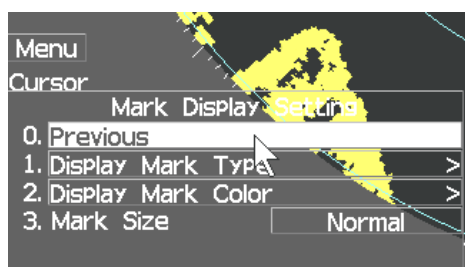 Menu
Cursor
Mark Display Setting
0. Previous
1. Display Mark Type >
2. Display Mark Color >
3. Mark Size Normal